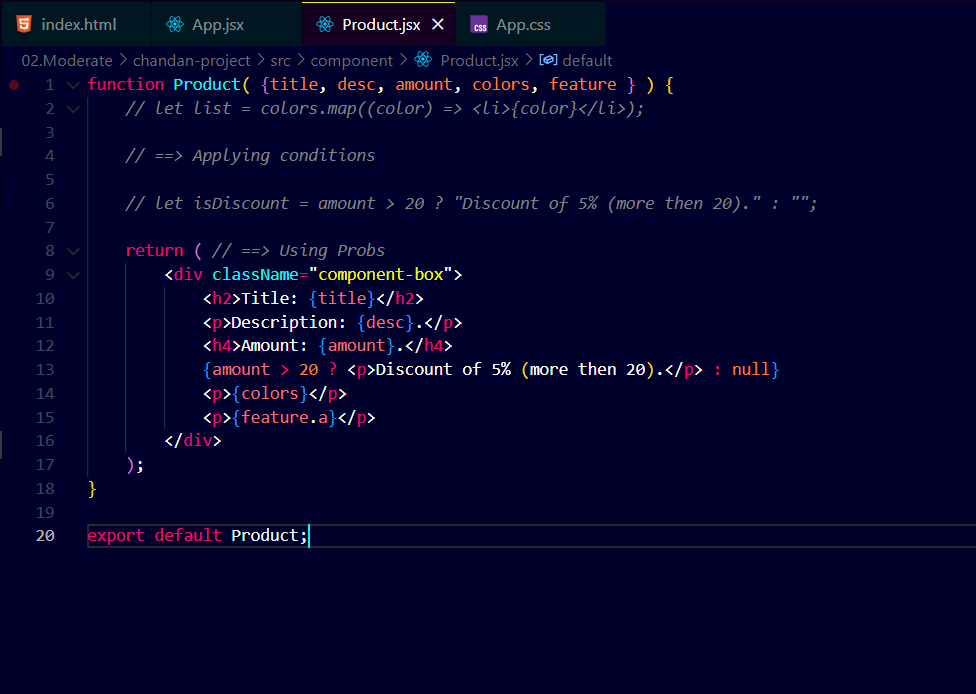 index.html App.jsx Product.jsx App.css
02.Moderate > chandan-project > src > component > Product.jsx > default
1 function Product( {title, desc, amount, colors, feature } ) {
2 // let list = colors.map((color) => <li>{color}</li>);
3
4 // ==> Applying conditions
5
6 // let isDiscount = amount > 20 ? "Discount of 5% (more then 20)." : "";
7
8 return ( // ==> Using Probs
9 <div className="component-box">
10 <h2>Title: {title}</h2>
11 <p>Description: {desc}.</p>
12 <h4>Amount: {amount}.</h4>
13 {amount > 20 ? <p>Discount of 5% (more then 20).</p> : null}
14 <p>{colors}</p>
15 <p>{feature.a}</p>
16 </div>
17 );
18 }
19
20 export default Product;